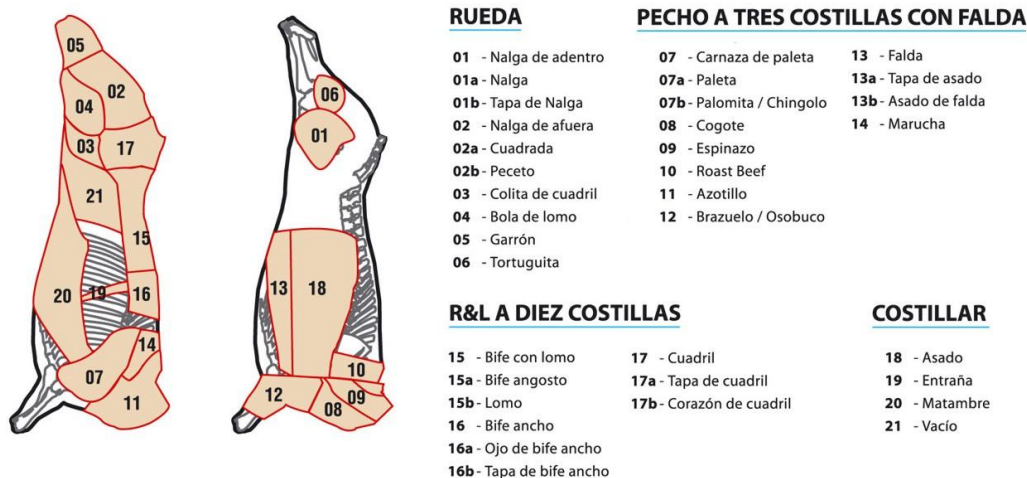 05
02
04
03
17
21
15
20
19
16
14
07
11
06
01
13
18
10
12
09
08
RUEDA
01 - Nalga de adentro
01a - Nalga
01b - Tapa de Nalga
02 - Nalga de afuera
02a - Cuadrada
02b - Peceto
03 - Colita de cuadril
04 - Bola de lomo
05 - Garrón
06 - Tortuguita
PECHO A TRES COSTILLAS CON FALDA
07 - Carnaza de paleta
07a - Paleta
07b - Palomita / Chingolo
08 - Cogote
09 - Espinazo
10 - Roast Beef
11 - Azotillo
12 - Brazuelo / Osobuco
13 - Falda
13a - Tapa de asado
13b - Asado de falda
14 - Marucha
R&L A DIEZ COSTILLAS
15 - Bife con lomo
15a - Bife angosto
15b - Lomo
16 - Bife ancho
16a - Ojo de bife ancho
16b - Tapa de bife ancho
17 - Cuadril
17a - Tapa de cuadril
17b - Corazón de cuadril
COSTILLAR
18 - Asado
19 - Entraña
20 - Matambre
21 - Vacío